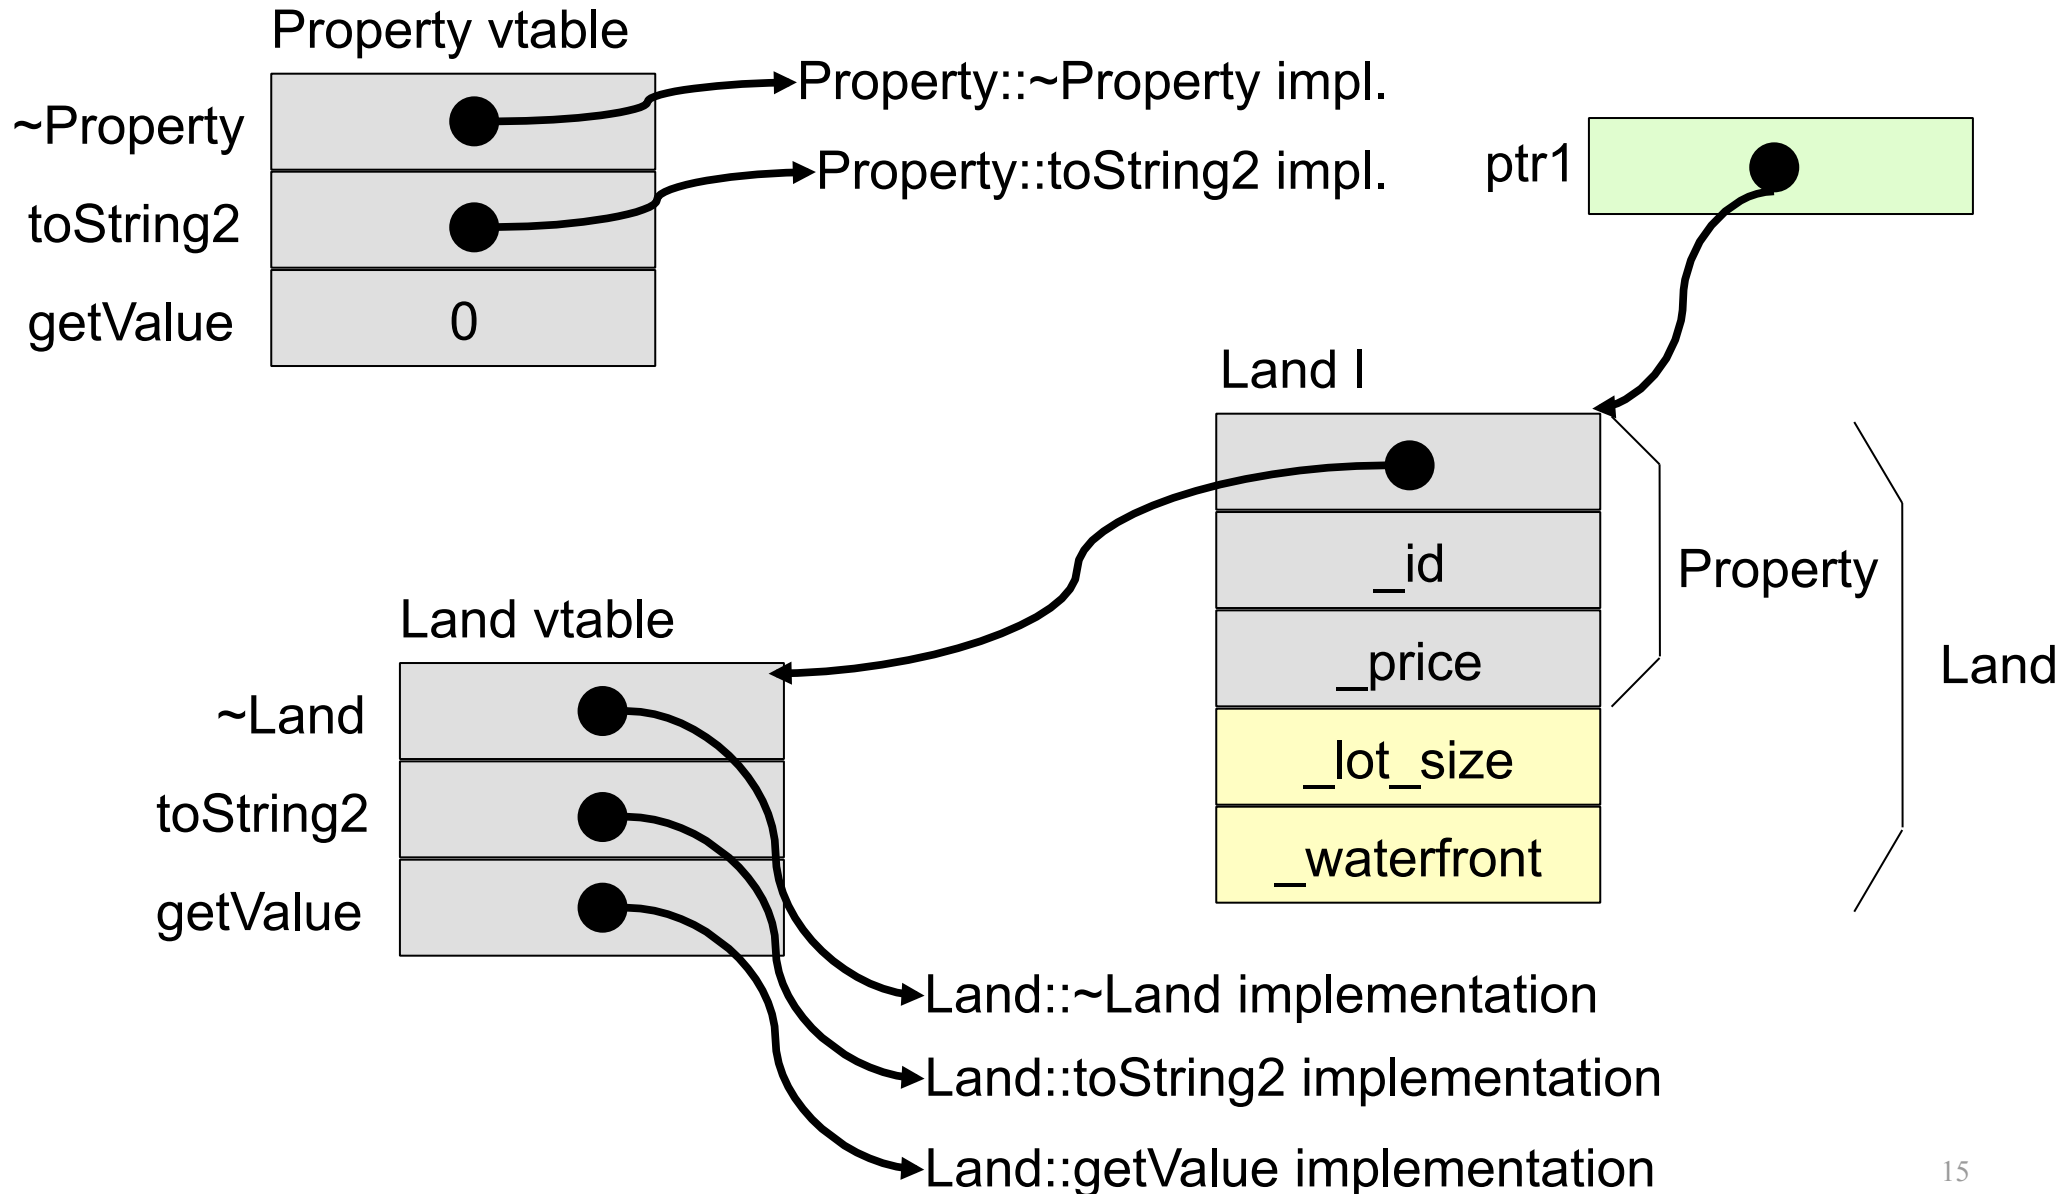 Property vtable
~Property
Property::~Property impl.
toString2
Property::toString2 impl.
getValue
0
ptr1
Land l
_id
_price
_lot_size
_waterfront
Property
Land
Land vtable
~Land
toString2
getValue
Land::~Land implementation
Land::toString2 implementation
Land::getValue implementation
15